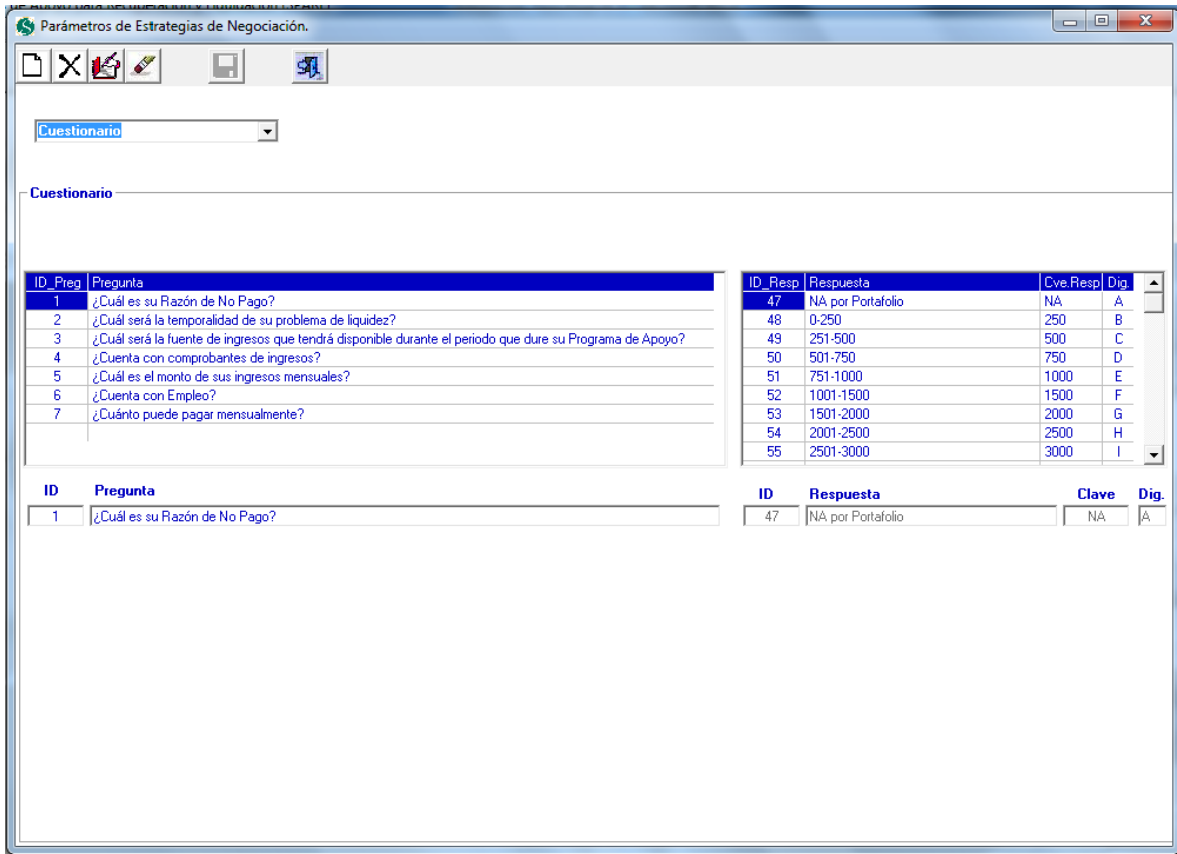 Parámetros de Estrategias de Negociación.
Cuestionario
Cuestionario
ID_Preg Pregunta
1 ¿Cuál es su Razón de No Pago?
2 ¿Cuál será la temporalidad de su problema de liquidez?
3 ¿Cuál será la fuente de ingresos que tendrá disponible durante el periodo que dure su Programa de Apoyo?
4 ¿Cuenta con comprobantes de ingresos?
5 ¿Cuál es el monto de sus ingresos mensuales?
6 ¿Cuenta con Empleo?
7 ¿Cuánto puede pagar mensualmente?
ID_Resp Respuesta Cve.Resp Dig.
47 NA por Portafolio NA A
48 0-250 250 B
49 251-500 500 C
50 501-750 750 D
51 751-1000 1000 E
52 1001-1500 1500 F
53 1501-2000 2000 G
54 2001-2500 2500 H
55 2501-3000 3000 I
ID Pregunta
1 ¿Cuál es su Razón de No Pago?
ID Respuesta Clave Dig.
47 NA por Portafolio NA A